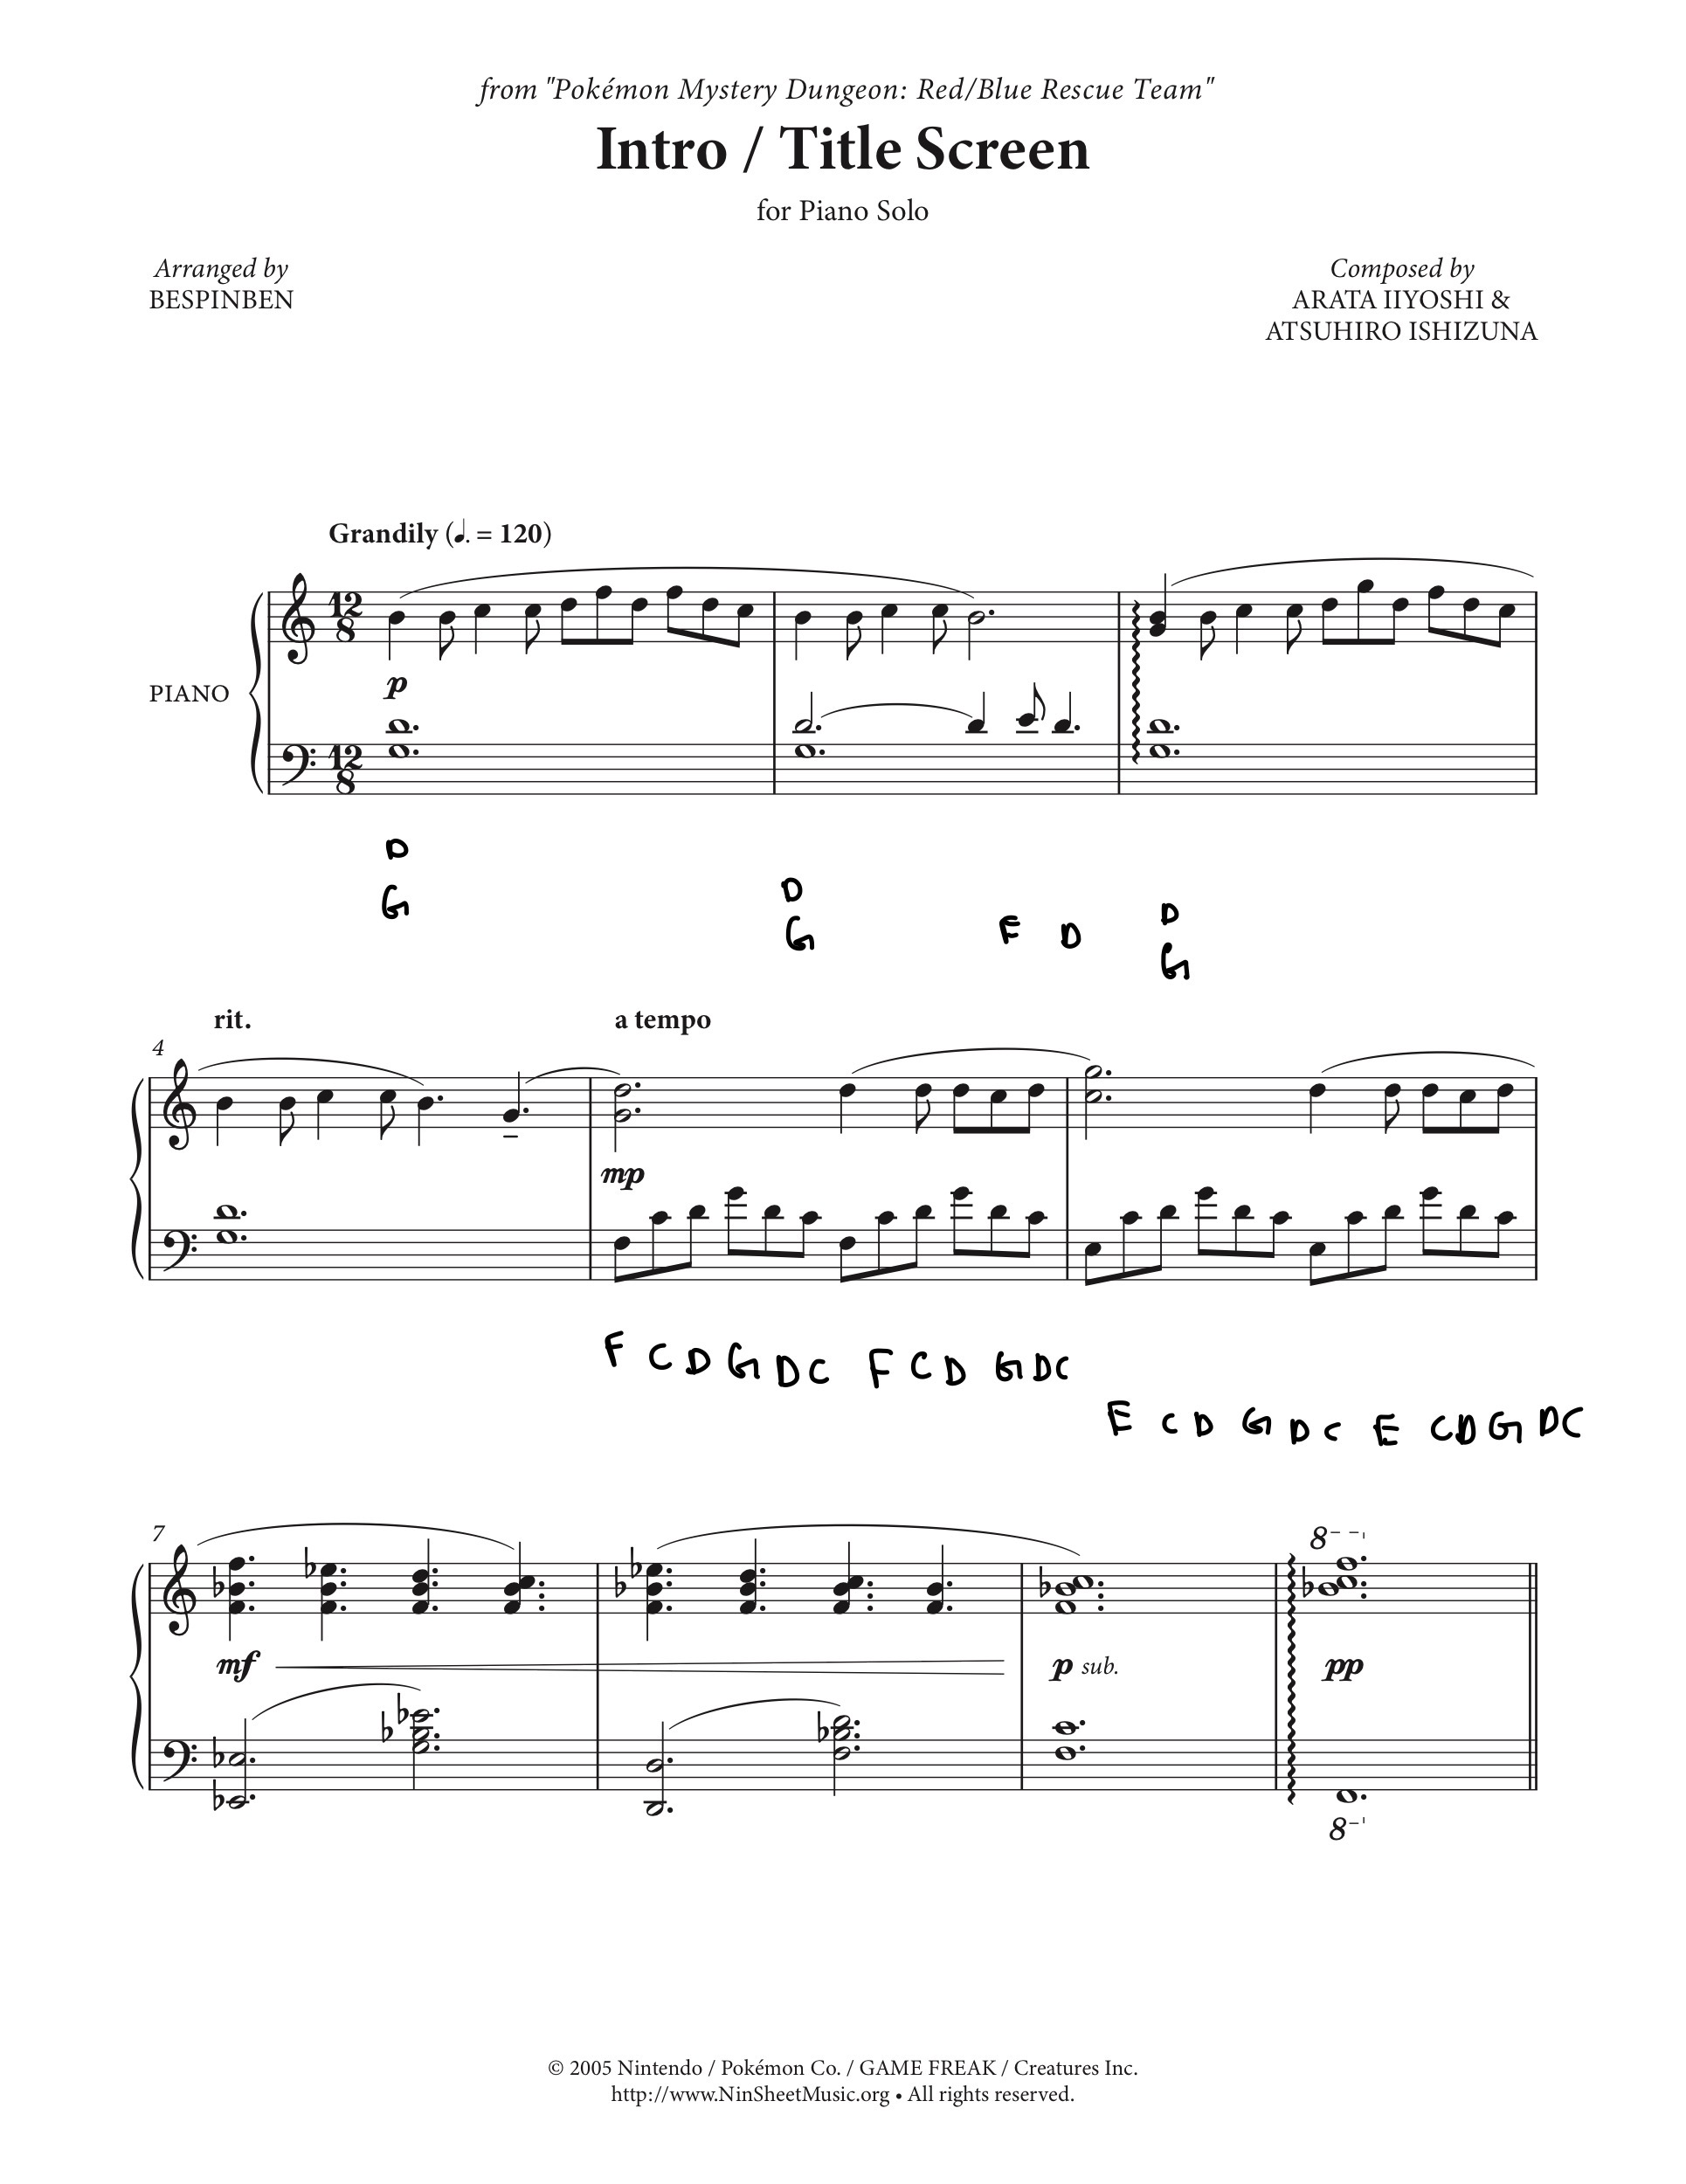 from "Pokémon Mystery Dungeon: Red/Blue Rescue Team"
Intro / Title Screen
for Piano Solo
Arranged by
BESPINBEN
Composed by
ARATA IIYOSHI &
ATSUHIRO ISHIZUNA
Grandily (♩. = 120)
12 8
p
PIANO
12 8
D D E D D
G G G
rit. a tempo
4
mp
F C D G D C F C D G D C
E C D G D C E C D G D C
7
8
mf p sub. pp
8
© 2005 Nintendo / Pokémon Co. / GAME FREAK / Creatures Inc.
http://www.NinSheetMusic.org • All rights reserved.